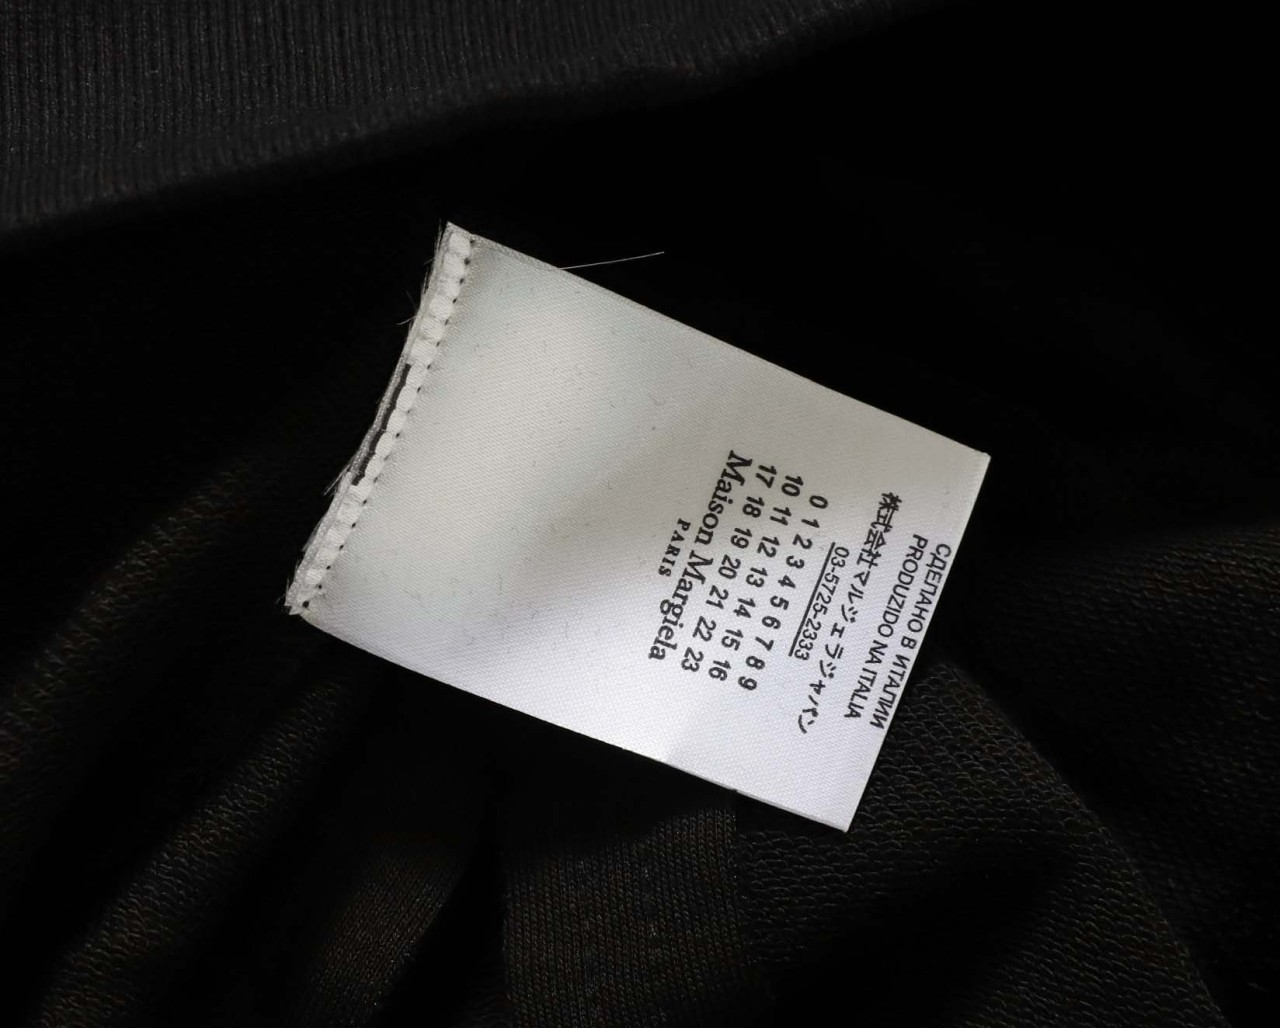 СДЕЛАНО В ИТАЛИИ
PRODUZIDO NA ITALIA
株式会社マルジェラジャパン
03-5725-2333
0 1 2 3 4 5 6 7 8 9
10 11 12 13 14 15 16
17 18 19 20 21 22 23
Maison Margiela
PARIS